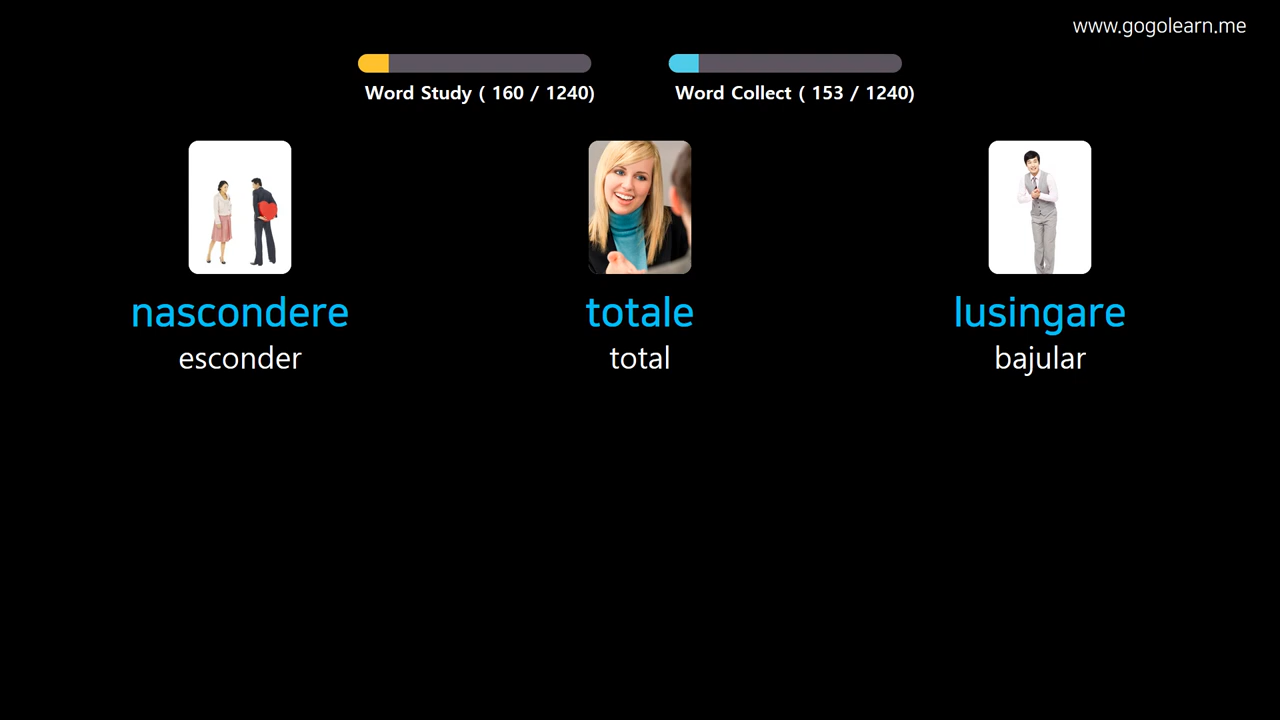 www.gogolearn.me
Word Study ( 160 / 1240)
Word Collect ( 153 / 1240)
nascondere
esconder
totale
total
lusingare
bajular